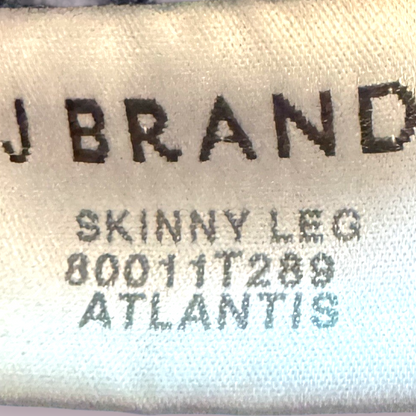 J BRAND
SKINNY LEG
80011T289
ATLANTIS